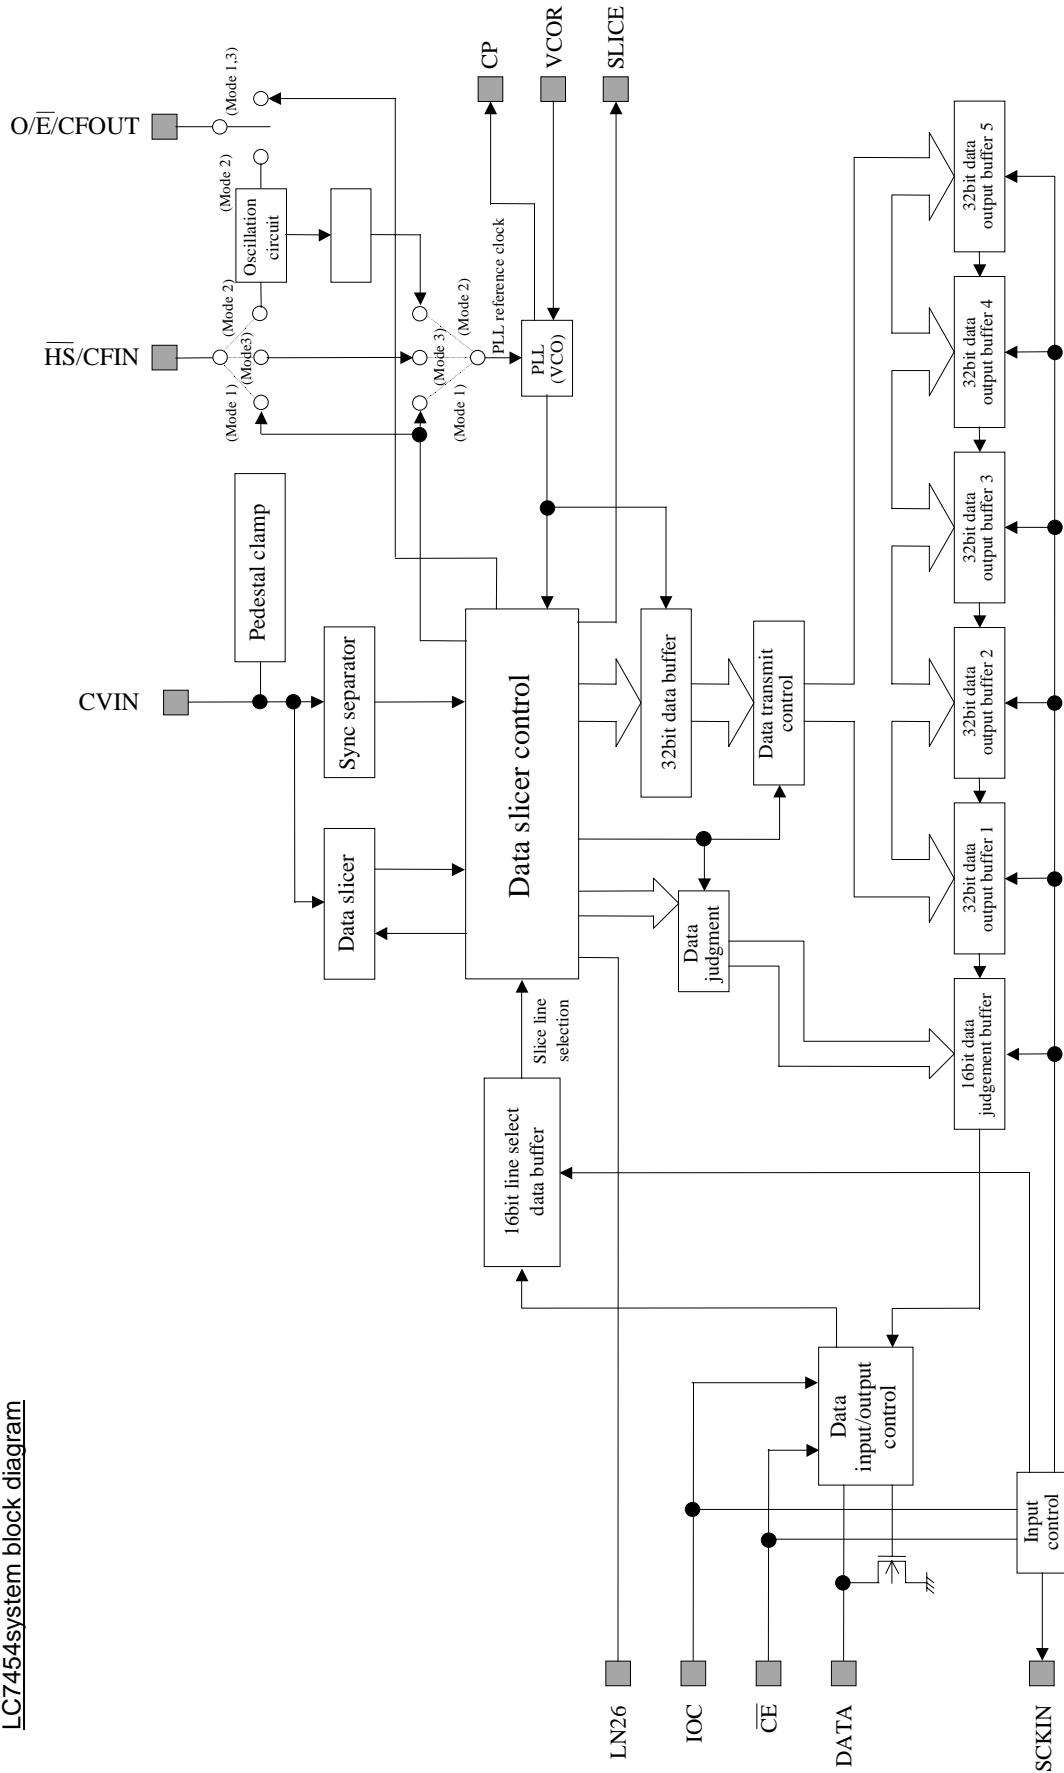 LC7454system block diagram
O/E/CFOUT
HS/CFIN
CVIN
CP
VCOR
SLICE
(Mode 1,3)
(Mode 2)
Oscillation
circuit
(Mode 2)
(Mode3)
(Mode 1)
(Mode 2)
(Mode 3)
(Mode 1)
PLL reference clock
PLL
(VCO)
Pedestal clamp
Sync separator
Data slicer
Data slicer control
Slice line
selection
16bit line select
data buffer
32bit data buffer
Data transmit
control
Data
judgment
32bit data
output buffer 5
32bit data
output buffer 4
32bit data
output buffer 3
32bit data
output buffer 2
32bit data
output buffer 1
16bit data
judgement buffer
Data
input/output
control
Input
control
LN26
IOC
CE
DATA
SCKIN